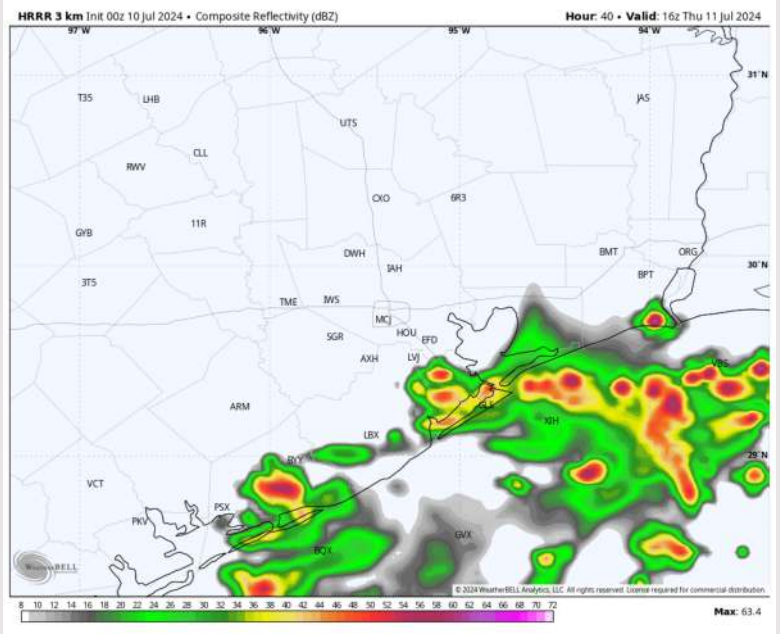 HRRR 3 km Init 00z 10 Jul 2024 • Composite Reflectivity (dBZ)
Hour: 40 • Valid: 16z Thu 11 Jul 2024
97°W 96°W 95°W 94°W
31°N
T35 LHB JAS
UTS
CLL
RWV
CXO 6R3
11R
GYB
DWH BMT ORG
IAH 30°N
BPT
3T5
TME IWS
MCJ
SGR HOU EFD
AXH LVJ
VBS
ARM GLS
XIH
LBX
BYY 29°N
VCT
PSX
PKV
GVX
BQX
WeatherBELL
© 2024 WeatherBELL Analytics, LLC All rights reserved. License required for commercial distribution.
8 10 12 14 16 18 20 22 24 26 28 30 32 34 36 38 40 42 44 46 48 50 52 54 56 58 60 62 64 66 68 70 72
Max: 63.4